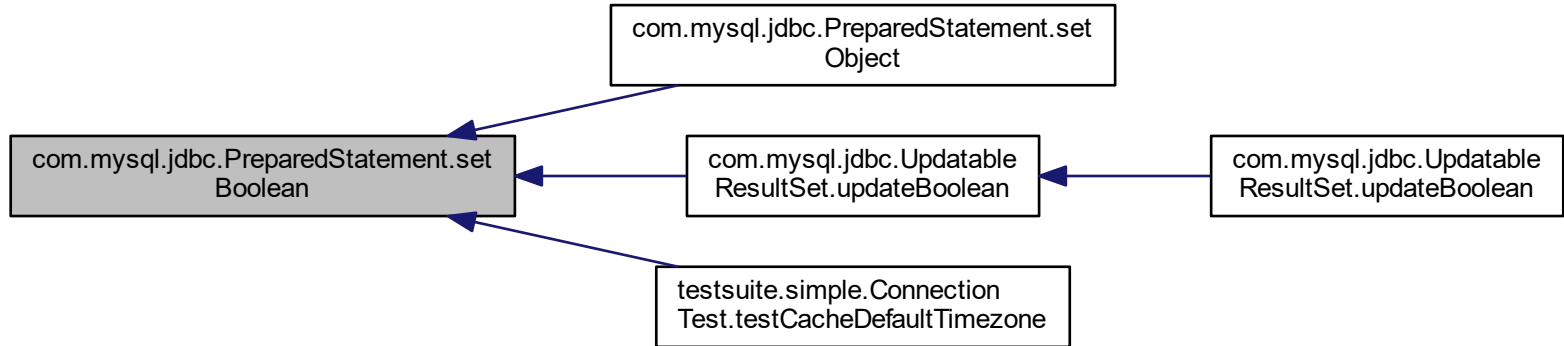 com.mysql.jdbc.PreparedStatement.set
Object
com.mysql.jdbc.PreparedStatement.set
Boolean
com.mysql.jdbc.Updatable
ResultSet.updateBoolean
com.mysql.jdbc.Updatable
ResultSet.updateBoolean
testsuite.simple.Connection
Test.testCacheDefaultTimezone